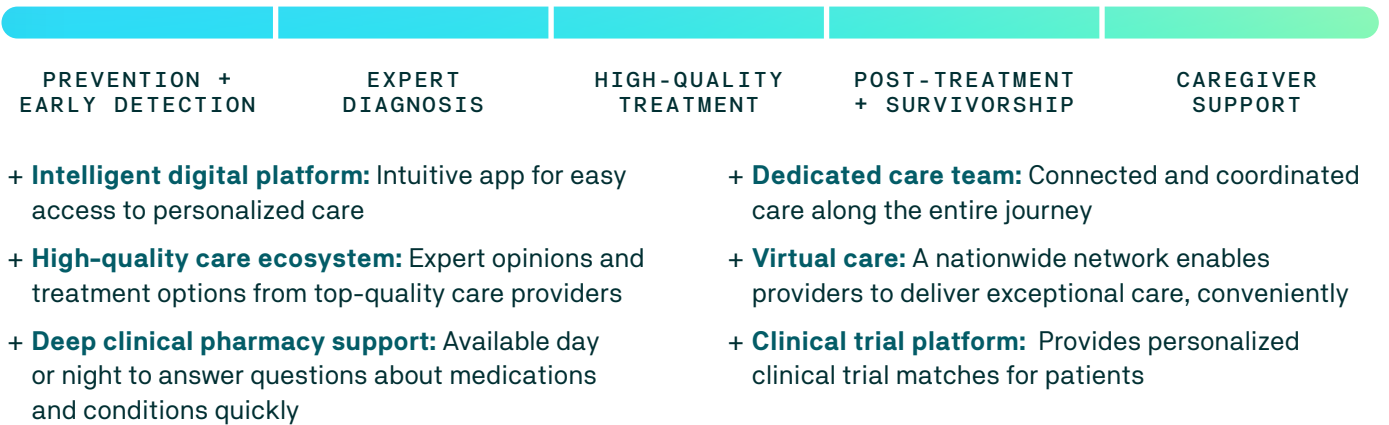 PREVENTION +
EARLY DETECTION
EXPERT
DIAGNOSIS
HIGH-QUALITY
TREATMENT
POST-TREATMENT
+ SURVIVORSHIP
CAREGIVER
SUPPORT
+ Intelligent digital platform: Intuitive app for easy
access to personalized care
+ High-quality care ecosystem: Expert opinions and
treatment options from top-quality care providers
+ Deep clinical pharmacy support: Available day
or night to answer questions about medications
and conditions quickly
+ Dedicated care team: Connected and coordinated
care along the entire journey
+ Virtual care: A nationwide network enables
providers to deliver exceptional care, conveniently
+ Clinical trial platform: Provides personalized
clinical trial matches for patients